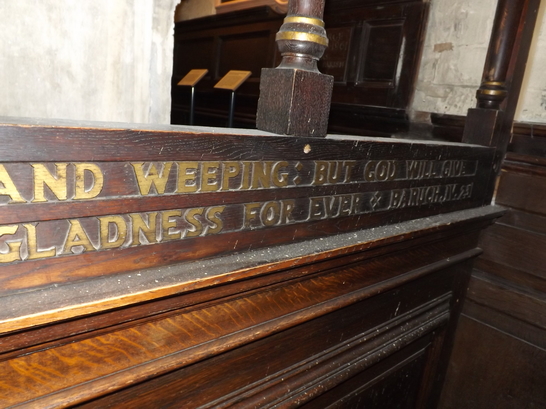 AND WEEPING: BUT GOD WILL GIVE
GLADNESS FOR EVER & BARUCH.IV.23